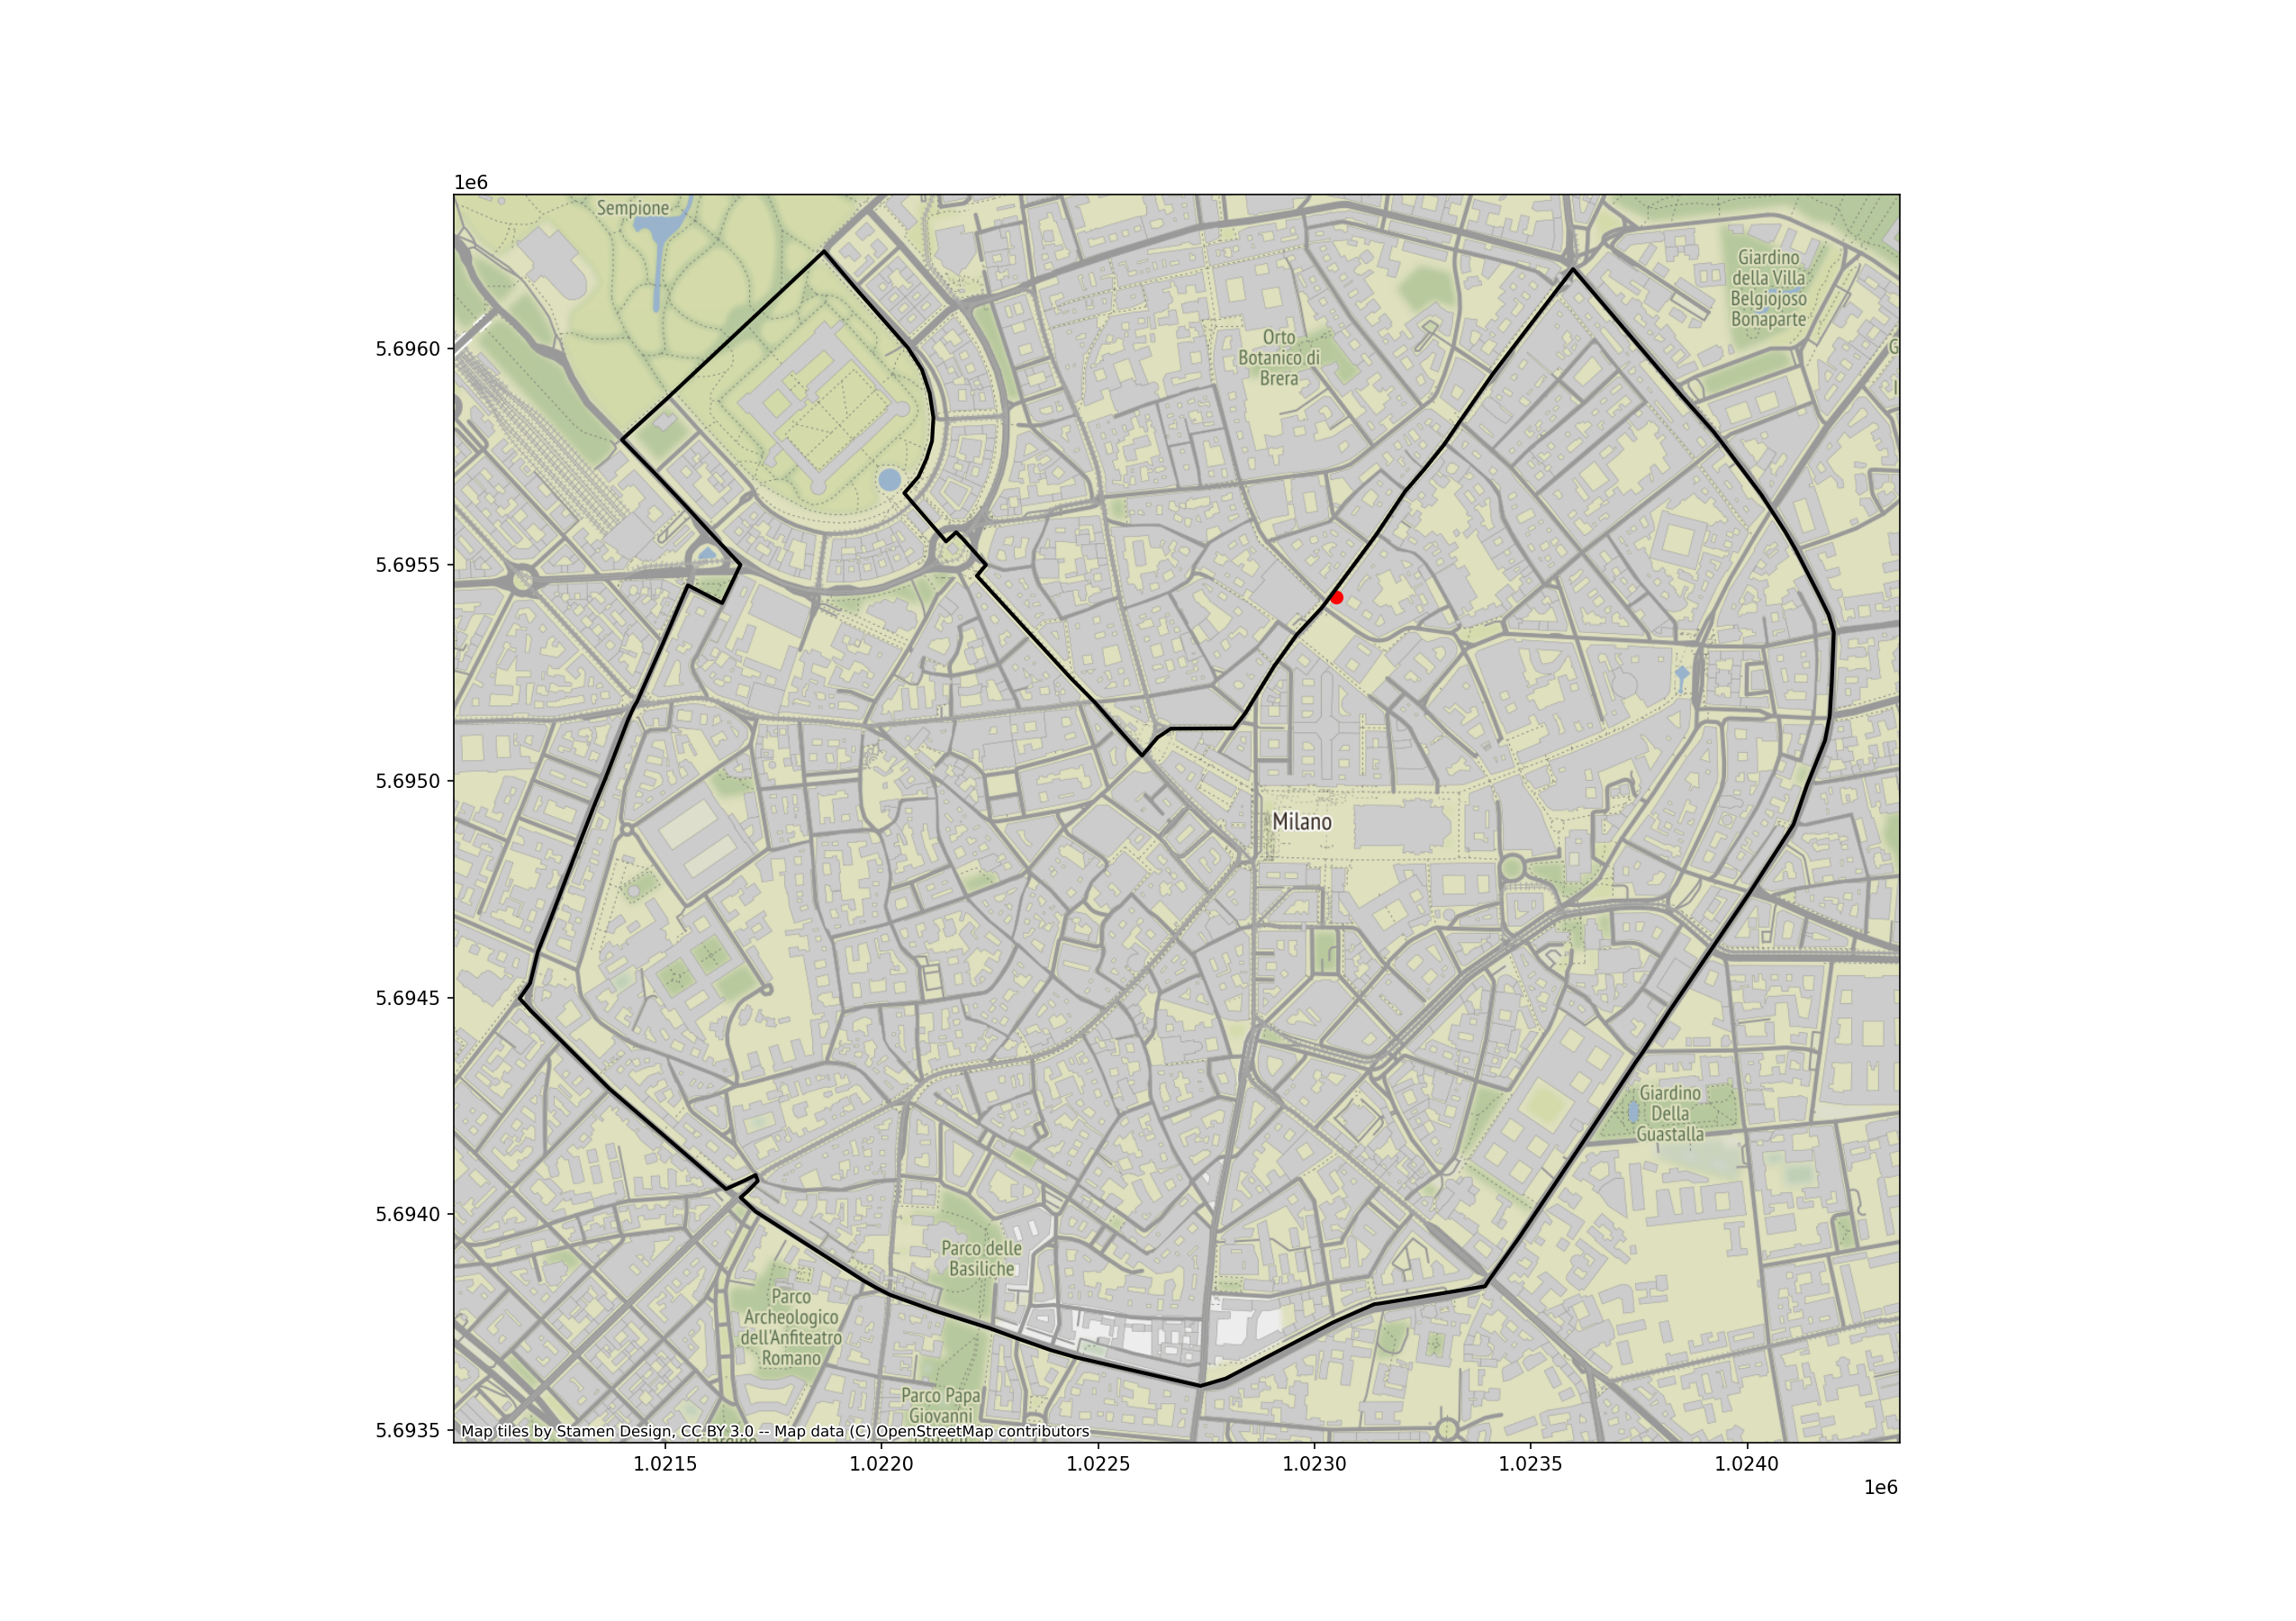 1e6
Sempione
Giardino
della Villa
Belgiojoso
Bonaparte
Orto
Botanico di
Brera
5.6960
5.6955
5.6950
Milano
5.6945
Giardino
Della
Guastalla
5.6940
Parco delle
Basiliche
Parco
Archeologico
dell'Anfiteatro
Romano
Parco Papa
Giovanni
5.6935
Map tiles by Stamen Design, CC BY 3.0 -- Map data (C) OpenStreetMap contributors
1.0215
1.0220
1.0225
1.0230
1.0235
1.0240
1e6